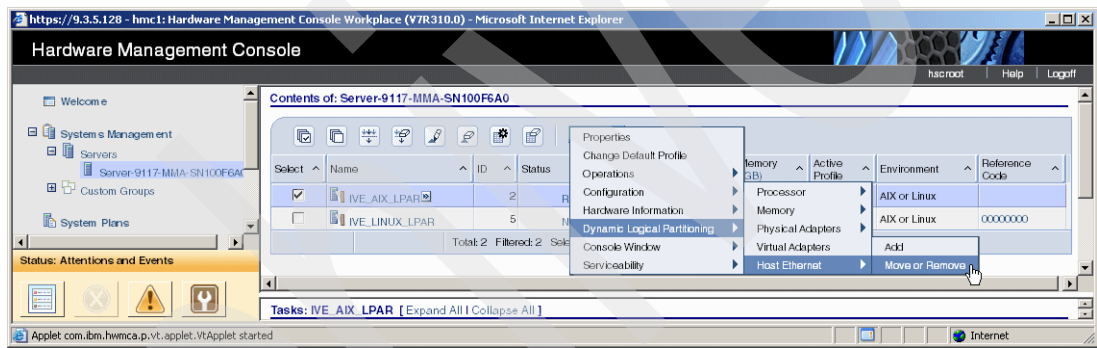 https://9.3.5.128 - hmc1: Hardware Management Console Workplace (V7R310.0) - Microsoft Internet Explorer
Hardware Management Console
hscroot | Help | Logoff
Welcome
Systems Management
Servers
Server-9117-MMA-SN100F6A0
Custom Groups
System Plans
Status: Attentions and Events
Contents of: Server-9117-MMA-SN100F6A0
Select Name ID Status Memory (GB) Active Profile Environment Reference Code
IVE_AIX_LPAR 2 R AIX or Linux
IVE_LINUX_LPAR 5 N AIX or Linux 00000000
Total: 2 Filtered: 2 Sele
Properties
Change Default Profile
Operations
Configuration
Hardware Information
Dynamic Logical Partitioning
Console Window
Serviceability
Processor
Memory
Physical Adapters
Virtual Adapters
Host Ethernet
Add
Move or Remove
Tasks: IVE_AIX_LPAR [ Expand All | Collapse All ]
Applet com.ibm.hwmca.p.vt.applet.VtApplet started
Internet